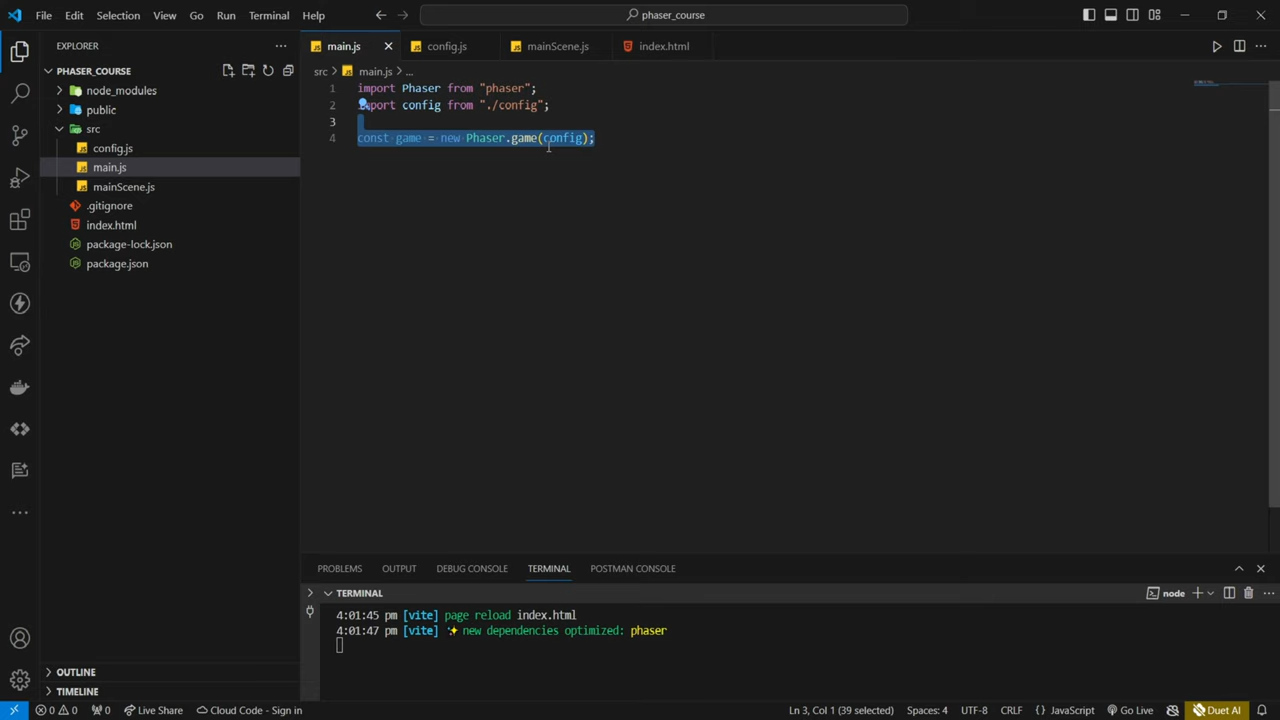 File Edit Selection View Go Run Terminal Help
phaser_course
EXPLORER
main.js
config.js
mainScene.js
index.html
PHASER_COURSE
node_modules
public
src
config.js
main.js
mainScene.js
.gitignore
index.html
package-lock.json
package.json
src > main.js > ...
1 import Phaser from "phaser";
2 port config from "./config";
3
4 const game = new Phaser.game(config);
PROBLEMS OUTPUT DEBUG CONSOLE TERMINAL POSTMAN CONSOLE
TERMINAL
node
4:01:45 pm [vite] page reload index.html
4:01:47 pm [vite] ✨ new dependencies optimized: phaser
OUTLINE
TIMELINE
0 0 0 Live Share Cloud Code - Sign in Ln 3, Col 1 (39 selected) Spaces: 4 UTF-8 CRLF {} JavaScript Go Live Duet AI